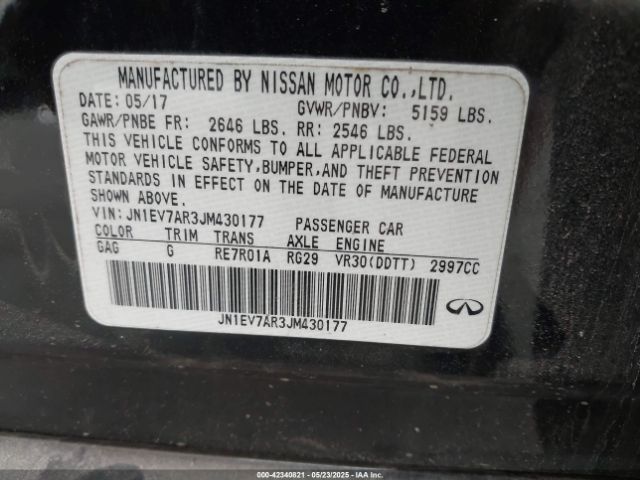 MANUFACTURED BY NISSAN MOTOR CO.,LTD.
DATE: 05/17 GVWR/PNBV: 5159 LBS.
GAWR/PNBE FR: 2646 LBS. RR: 2546 LBS.
THIS VEHICLE CONFORMS TO ALL APPLICABLE FEDERAL
MOTOR VEHICLE SAFETY,BUMPER,AND THEFT PREVENTION
STANDARDS IN EFFECT ON THE DATE OF MANUFACTURE
SHOWN ABOVE.
VIN: JN1EV7AR3JM430177 PASSENGER CAR
COLOR TRIM TRANS AXLE ENGINE
GAG G RE7R01A RG29 VR30(DDTT) 2997CC
JN1EV7AR3JM430177
000-42340821 - 05/23/2025 - IAAI.COM